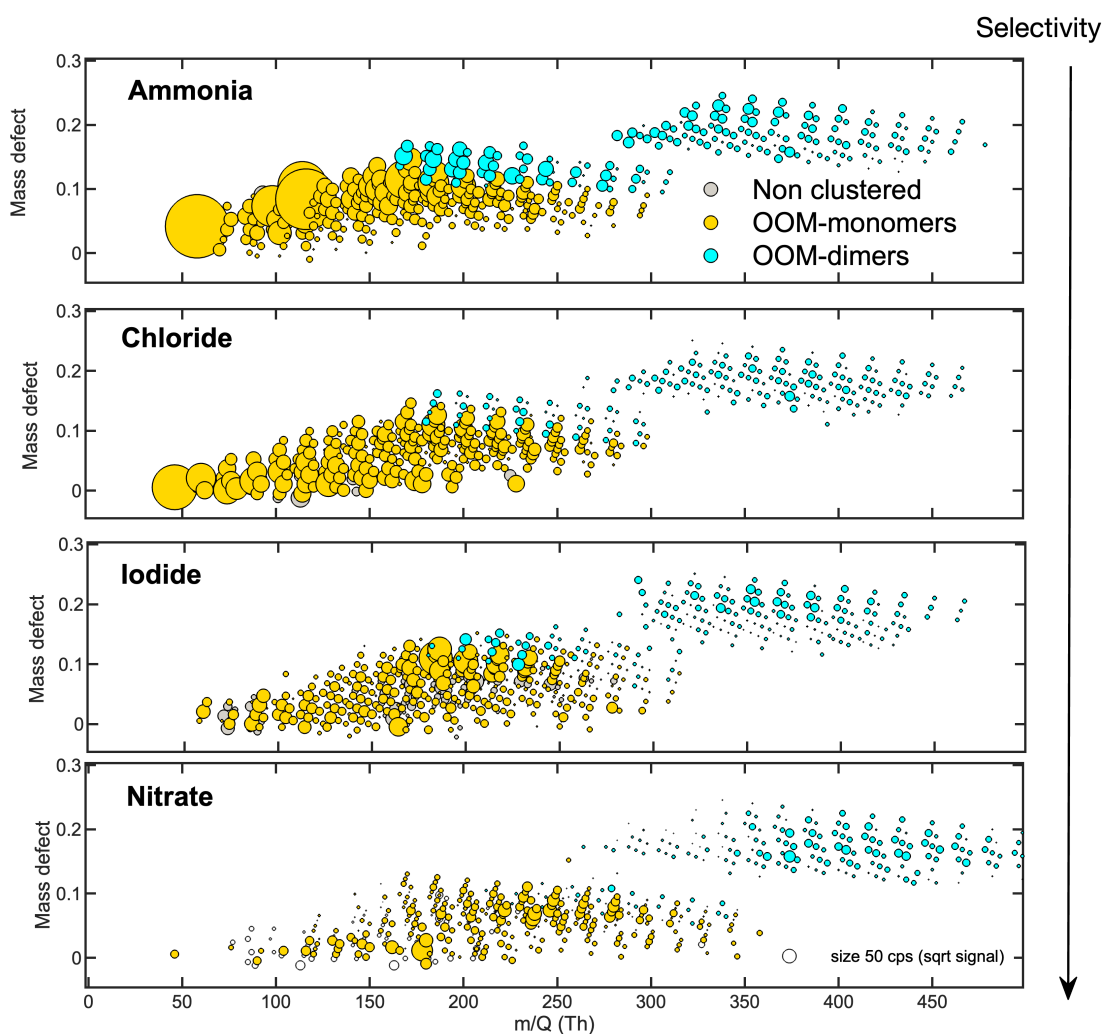 Selectivity
0.3
Ammonia
0.2
Mass defect
0.1
Non clustered
OOM-monomers
OOM-dimers
0
0.3
Chloride
0.2
Mass defect
0.1
0
0.3
Iodide
0.2
Mass defect
0.1
0
0.3
Nitrate
0.2
Mass defect
0.1
0
size 50 cps (sqrt signal)
0 50 100 150 200 250 300 350 400 450
m/Q (Th)